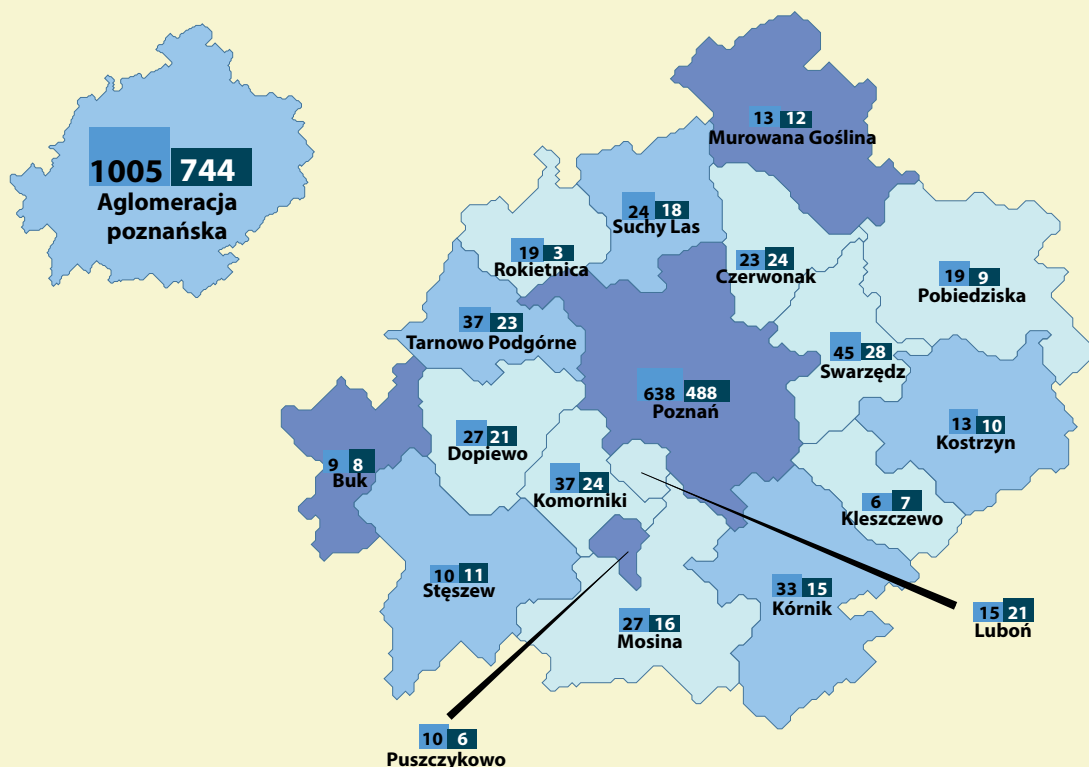 1005 744
Aglomeracja
poznańska
13 12
Murowana Goślina
24 18
Suchy Las
19 3
Rokietnica
23 24
Czerwonak
19 9
Pobiedziska
37 23
Tarnowo Podgórne
45 28
Swarzędz
638 488
Poznań
13 10
Kostrzyn
27 21
Dopiewo
9 8
Buk
37 24
Komorniki
6 7
Kleszczewo
10 11
Stęszew
33 15
Kórnik
27 16
Mosina
15 21
Luboń
10 6
Puszczykowo